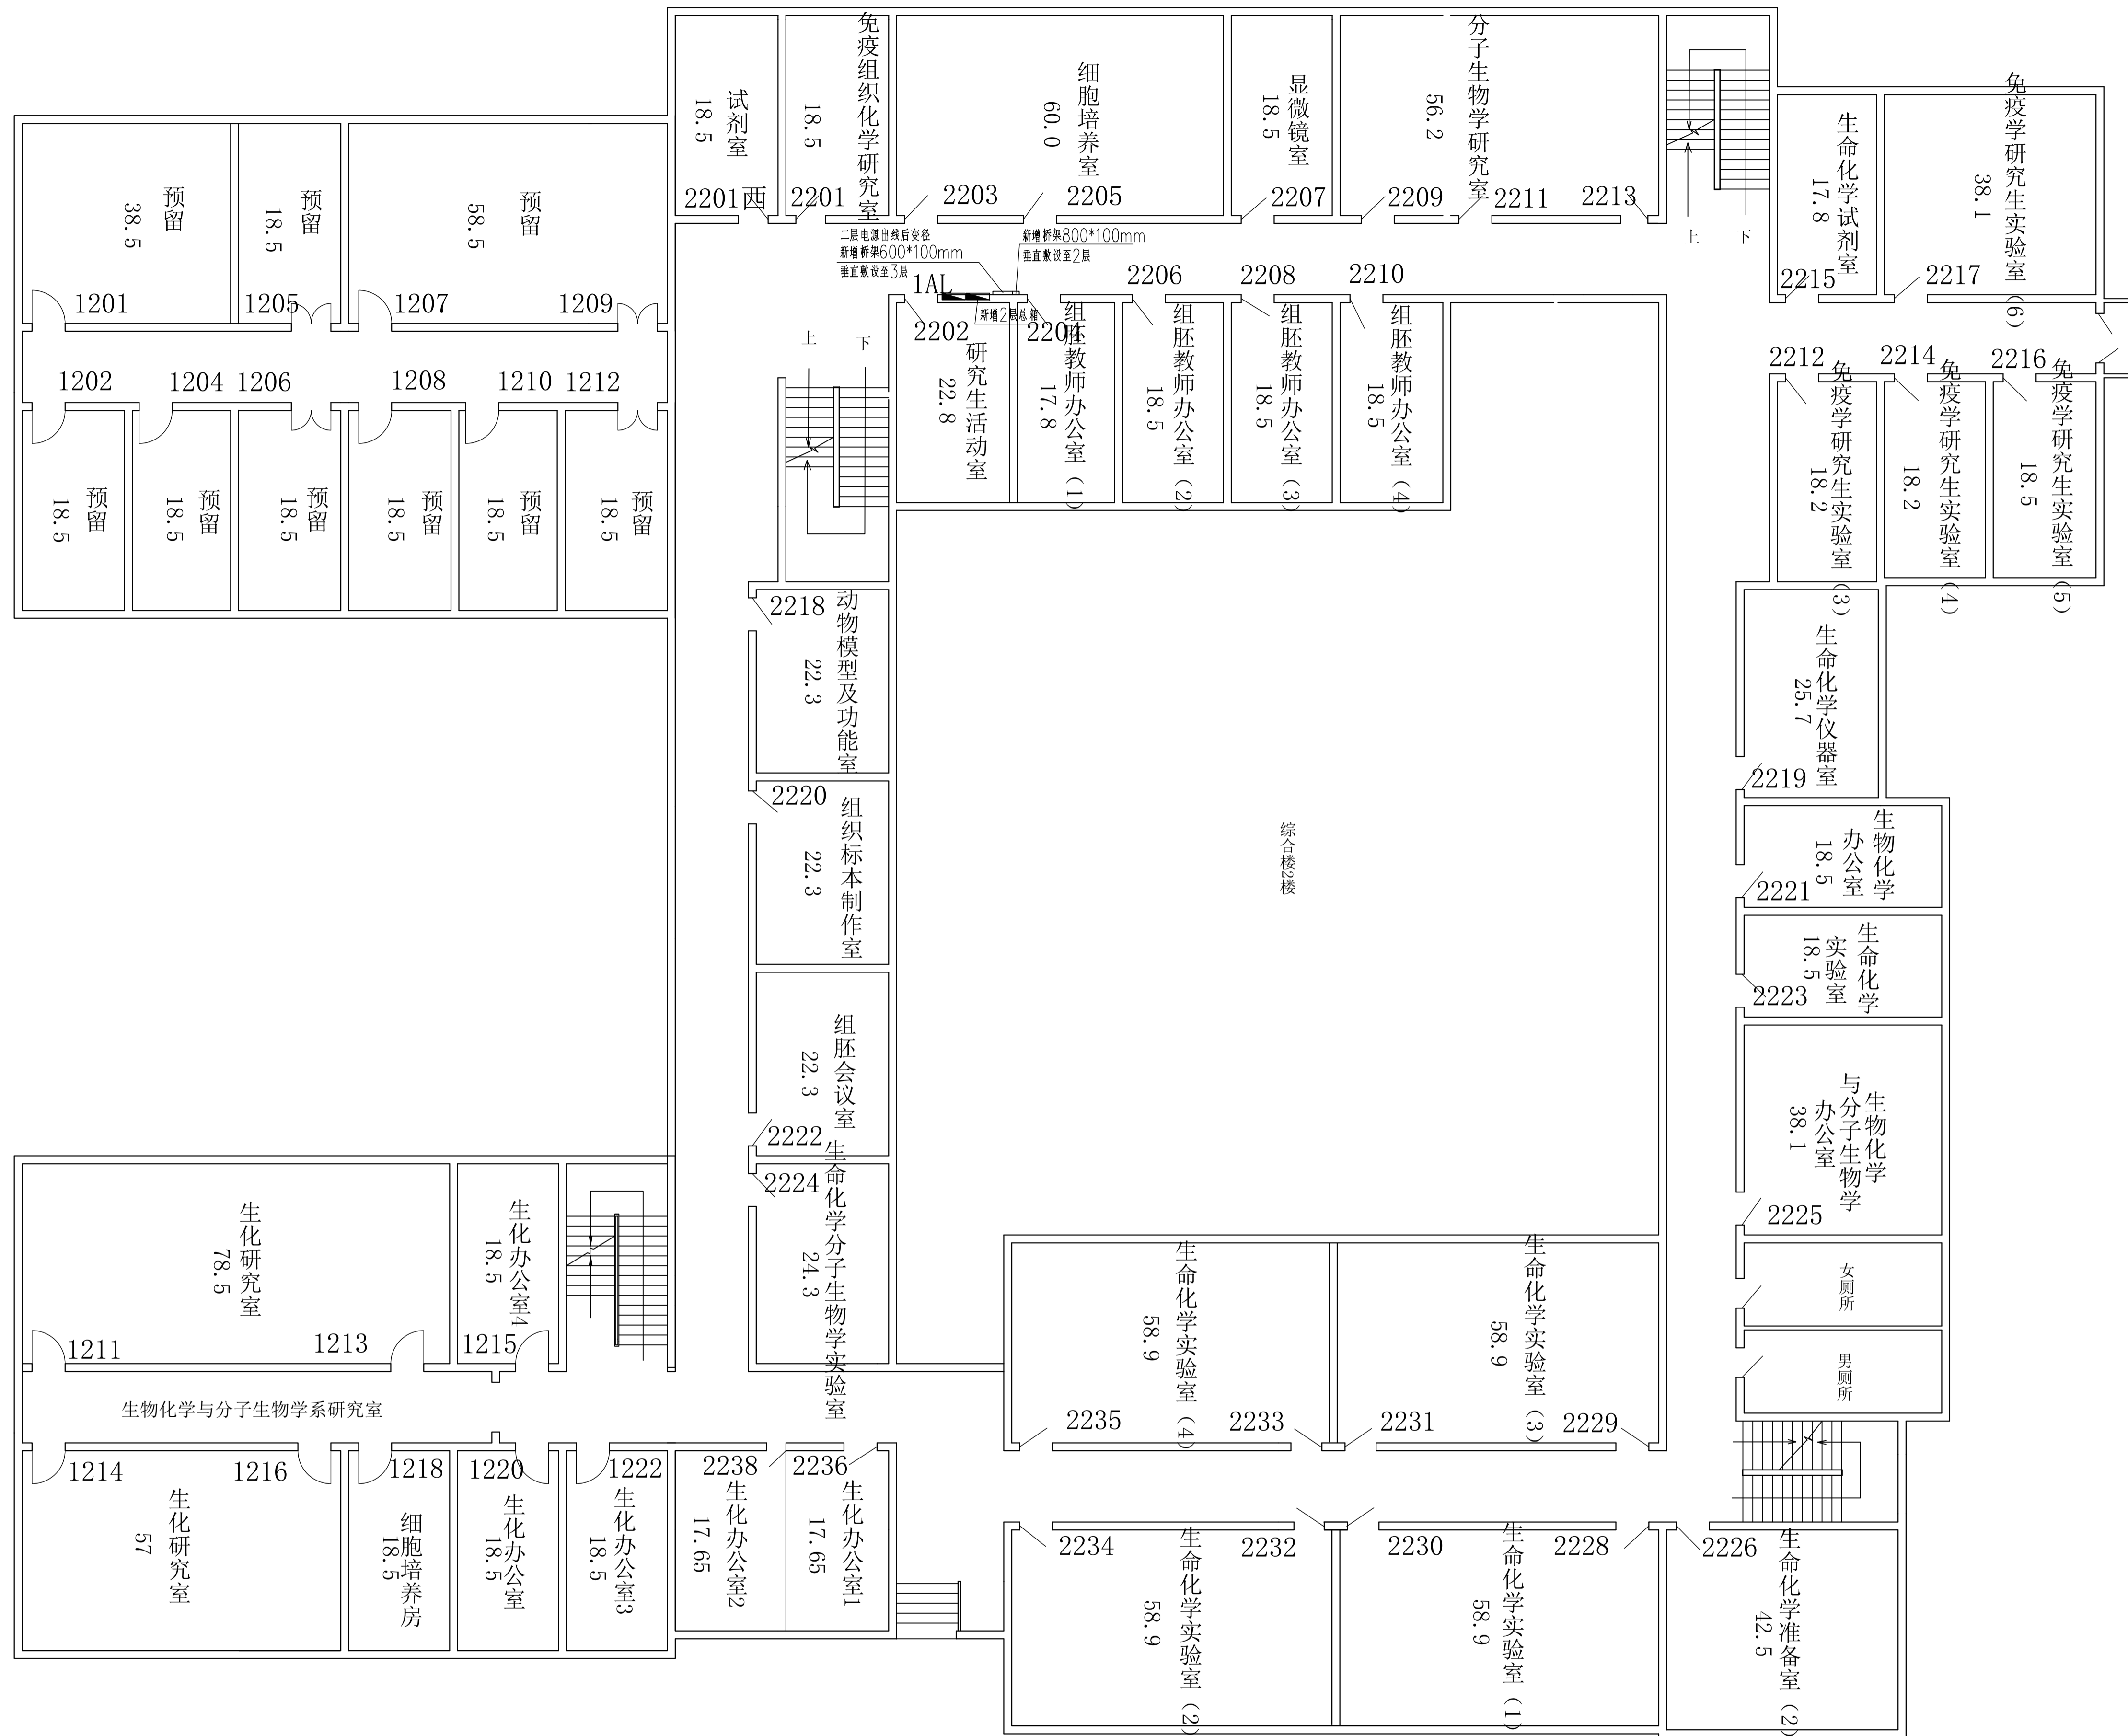 试剂室
18.5
2201西
免疫组织化学研究室
18.5
2201
细胞培养室
60.0
2203
2205
显微镜室
18.5
2207
分子生物学研究室
56.2
2209
2211
2213
上
下
生命化学试剂室
17.8
2215
免疫学研究生实验室（6）
38.1
2217
预留
38.5
1201
预留
18.5
1205
预留
58.5
1207
1209
二层电源出线后变径
新增桥架600*100mm
垂直敷设至3层
新增桥架800*100mm
垂直敷设至2层
1AL
新增2层总箱
2202
研究生活动室
22.8
2204
组胚教师办公室（1）
17.8
2206
组胚教师办公室（2）
18.5
2208
组胚教师办公室（3）
18.5
2210
组胚教师办公室（4）
18.5
上
下
2212
免疫学研究生实验室（3）
18.2
2214
免疫学研究生实验室（4）
18.2
2216
免疫学研究生实验室（5）
18.5
1202
预留
18.5
1204
预留
18.5
1206
预留
18.5
1208
预留
18.5
1210
预留
18.5
1212
预留
18.5
2218
动物模型及功能室
22.3
2220
组织标本制作室
22.3
组胚会议室
22.3
2222
2224
生命化学分子生物学实验室
24.3
综合楼2楼
生命化学仪器室
25.7
2219
生物化学
办公室
18.5
2221
生命化学
实验室
18.5
2223
生物化学
与分子生物学
办公室
38.1
2225
女厕所
男厕所
生化研究室
78.5
1211
1213
生化办公室4
18.5
1215
生物化学与分子生物学系研究室
1214
1216
生化研究室
57
1218
细胞培养房
18.5
1220
生化办公室
18.5
1222
生化办公室3
18.5
2238
生化办公室2
17.65
2236
生化办公室1
17.65
生命化学实验室（4）
58.9
2235
2233
生命化学实验室（3）
58.9
2231
2229
2234
2232
生命化学实验室（2）
58.9
2230
2228
生命化学实验室（1）
58.9
2226
生命化学准备室（2）
42.5